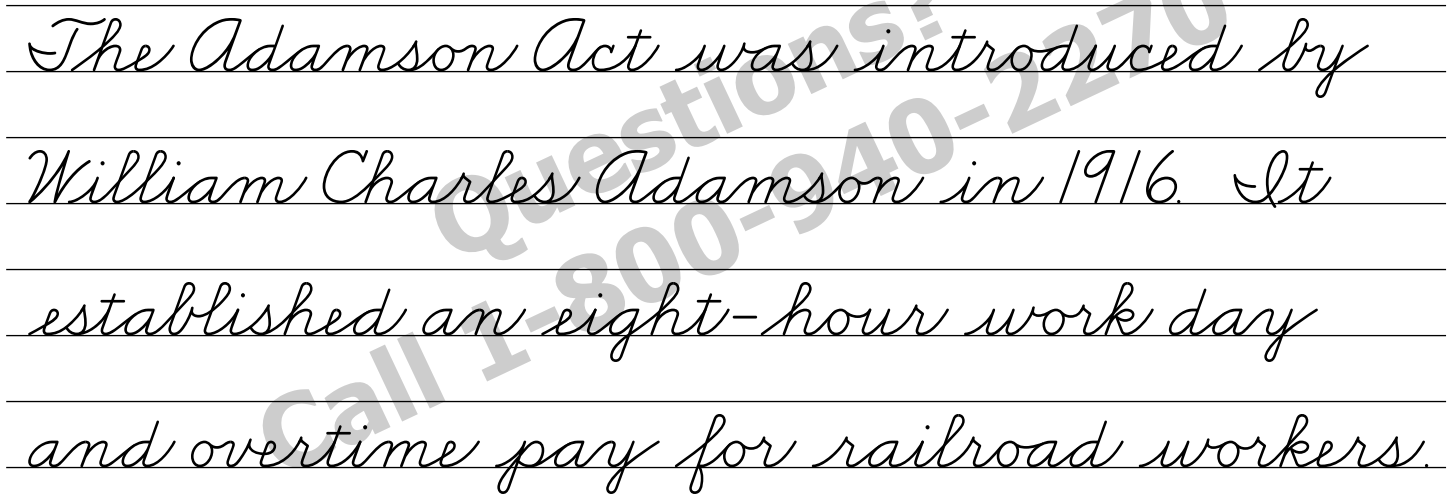 The Adamson Act was introduced by
William Charles Adamson in 1916. It
established an eight-hour work day
and overtime pay for railroad workers.
Questions?
Call 1-800-940-2270